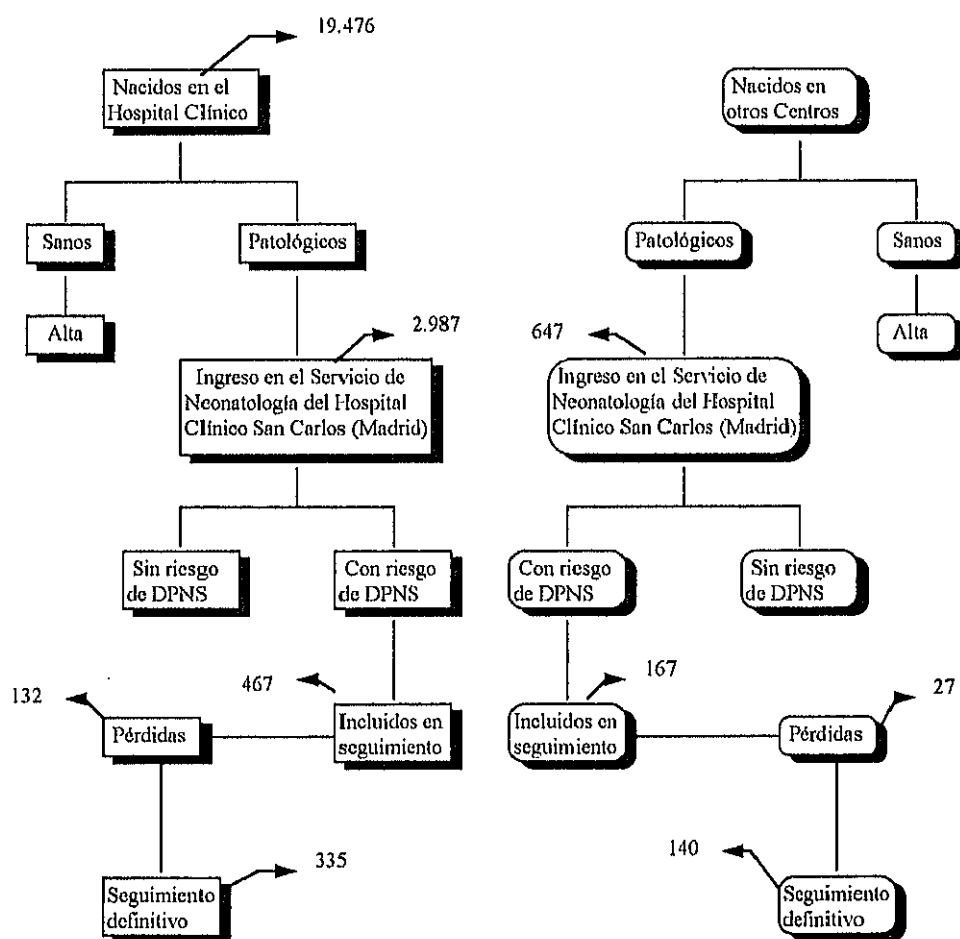 19.476
Nacidos en el
Hospital Clínico
Nacidos en
otros Centros
Sanos
Patológicos
Patológicos
Sanos
Alta
2.987
647
Alta
Ingreso en el Servicio de
Neonatología del Hospital
Clínico San Carlos (Madrid)
Ingreso en el Servicio de
Neonatología del Hospital
Clínico San Carlos (Madrid)
Sin riesgo
de DPNS
Con riesgo
de DPNS
Con riesgo
de DPNS
Sin riesgo
de DPNS
132
467
167
27
Pérdidas
Incluidos en
seguimiento
Incluidos en
seguimiento
Pérdidas
335
140
Seguimiento
definitivo
Seguimiento
definitivo